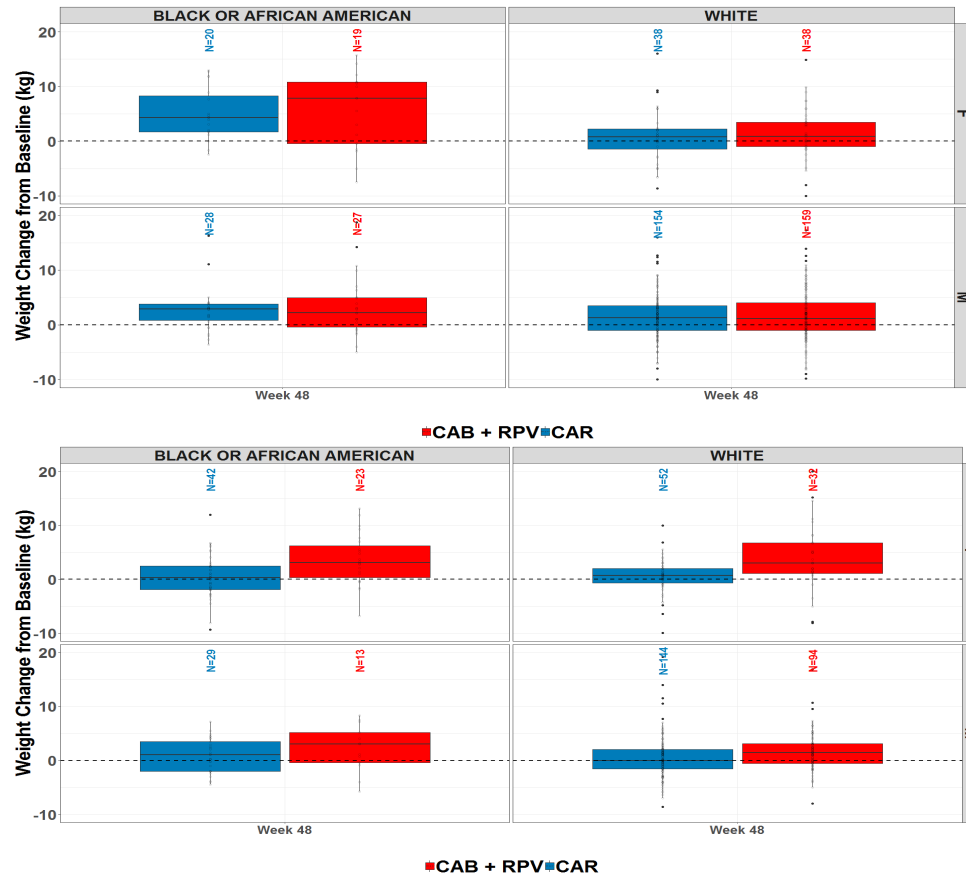 BLACK OR AFRICAN AMERICAN
WHITE
Weight Change from Baseline (kg)
20
10
0
-10
N=20
N=19
N=38
N=38
F
20
10
0
-10
N=28
N=27
N=154
N=159
M
Week 48
Week 48
CAB + RPV CAR
BLACK OR AFRICAN AMERICAN
WHITE
Weight Change from Baseline (kg)
20
10
0
-10
N=42
N=23
N=52
N=32
20
10
0
-10
N=29
N=13
N=144
N=94
Week 48
Week 48
CAB + RPV CAR